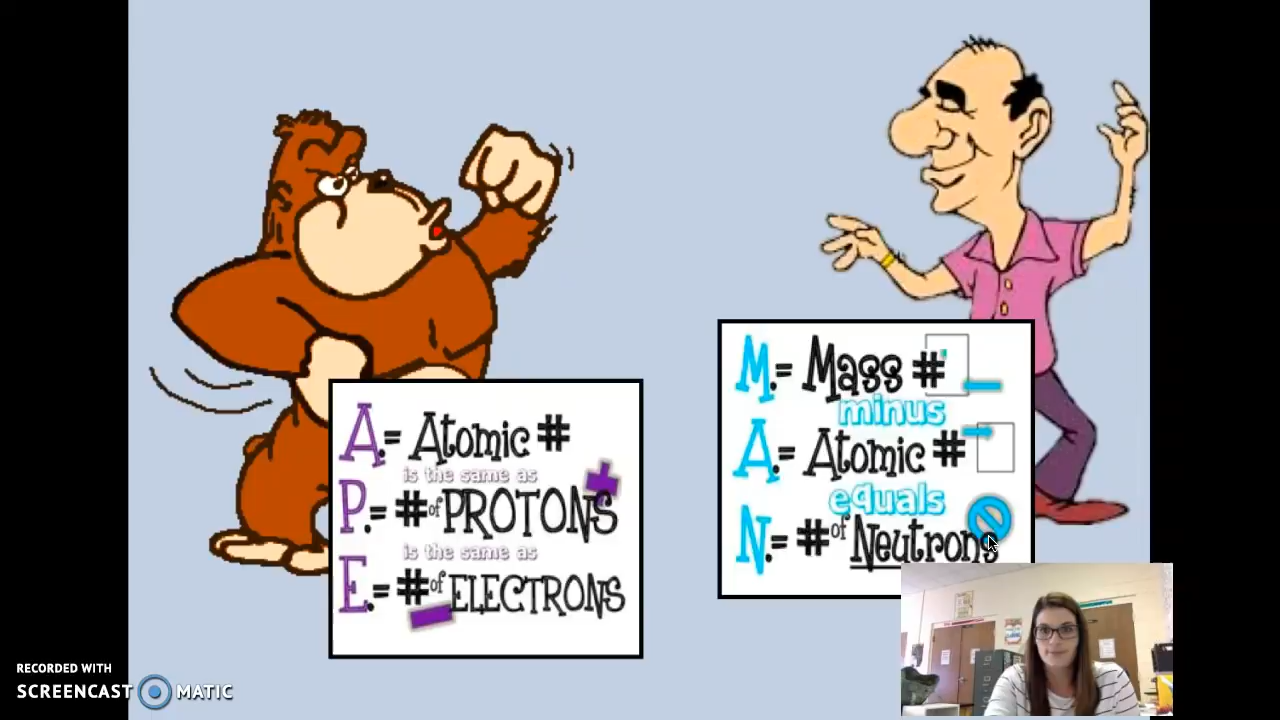 A.= Atomic #
is the same as
P.= # of PROTONS
is the same as
E.= # of ELECTRONS
M.= Mass #
minus
A.= Atomic #
equals
N.= # of Neutrons
RECORDED WITH
SCREENCAST MATIC